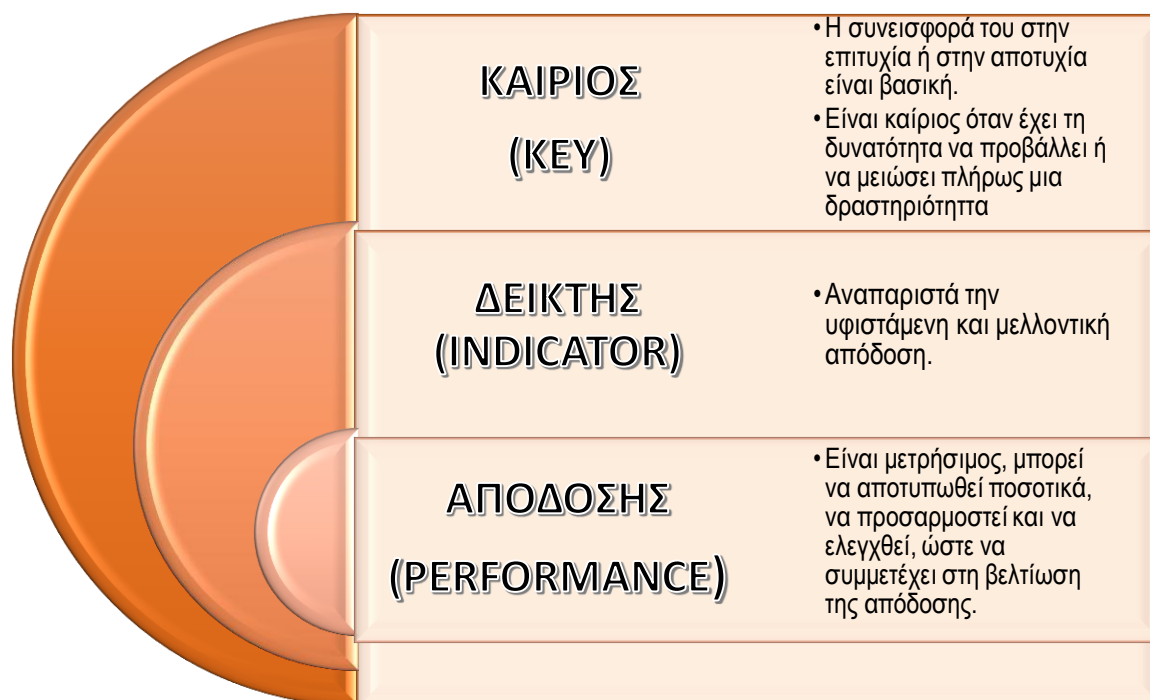 ΚΑΙΡΙΟΣ
(KEY)
• Η συνεισφορά του στην
επιτυχία ή στην αποτυχία
είναι βασική.
• Είναι καίριος όταν έχει τη
δυνατότητα να προβάλλει ή
να μειώσει πλήρως μια
δραστηριότηττα
ΔΕΙΚΤΗΣ
(INDICATOR)
• Αναπαριστά την
υφιστάμενη και μελλοντική
απόδοση.
ΑΠΟΔΟΣΗΣ
(PERFORMANCE)
• Είναι μετρήσιμος, μπορεί
να αποτυπωθεί ποσοτικά,
να προσαρμοστεί και να
ελεγχθεί, ώστε να
συμμετέχει στη βελτίωση
της απόδοσης.